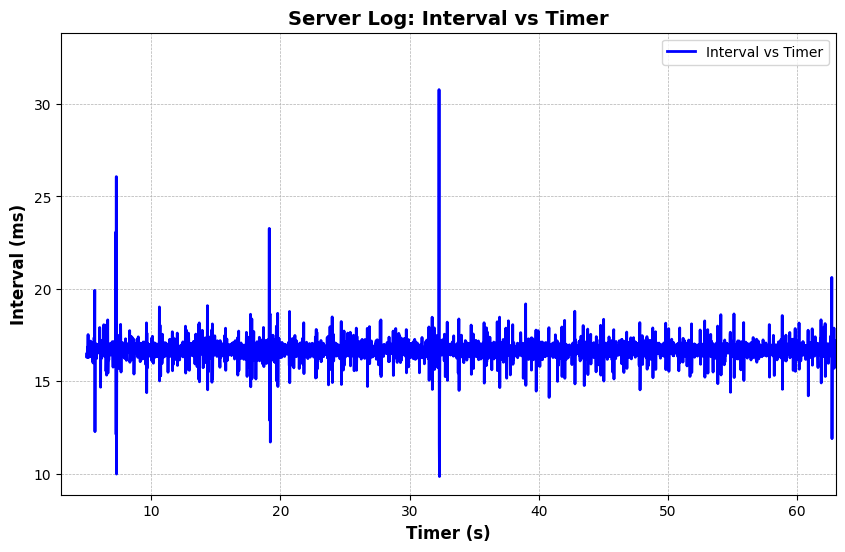 Server Log: Interval vs Timer
Interval vs Timer
30
25
20
15
10
Interval (ms)
10 20 30 40 50 60
Timer (s)